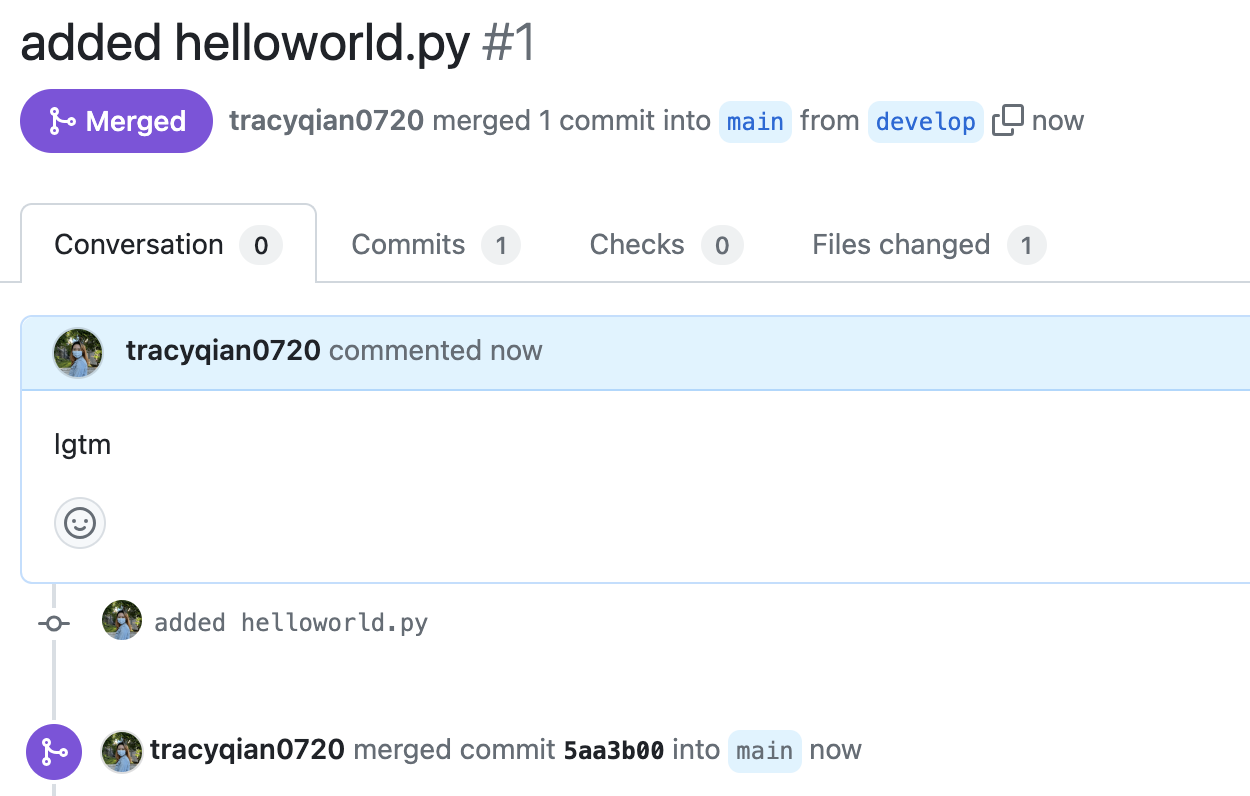 added helloworld.py #1
Merged tracyqian0720 merged 1 commit into main from develop now
Conversation 0 Commits 1 Checks 0 Files changed 1
tracyqian0720 commented now
lgtm
added helloworld.py
tracyqian0720 merged commit 5aa3b00 into main now